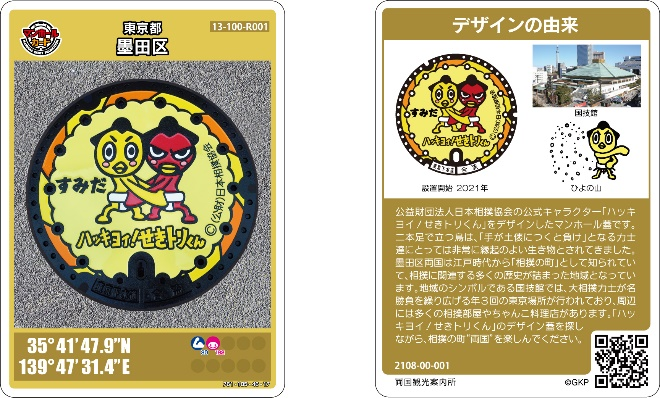 マンホール
カード
東京都
墨田区
13-100-R001
すみだ
(公財)日本相撲協会
ハッキヨイ!せきトリくん
35°41'47.9"N
139°47'31.4"E
デザインの由来
すみだ
ハッキヨイ!せきトリくん
設置開始 2021年
国技館
ひよの山
公益財団法人日本相撲協会の公式キャラクター「ハッ
キヨイ!せきトリくん」をデザインしたマンホール蓋です。
二本足で立つ鳥は、「手が土俵につくと負け」となる力士
達にとっては非常に縁起のよい生き物とされてきました。
墨田区両国は江戸時代から「相撲の町」として知られてい
て、相撲に関連する多くの歴史が詰まった地域となってい
ます。地域のシンボルである国技館では、大相撲力士が名
勝負を繰り広げる年3回の東京場所が行われており、周辺
には多くの相撲部屋やちゃんこ料理店があります。「ハッ
キヨイ!せきトリくん」のデザイン蓋を探し
ながら、相撲の町"両国"を楽しんでください。
2108-00-001
両国観光案内所
©GKP